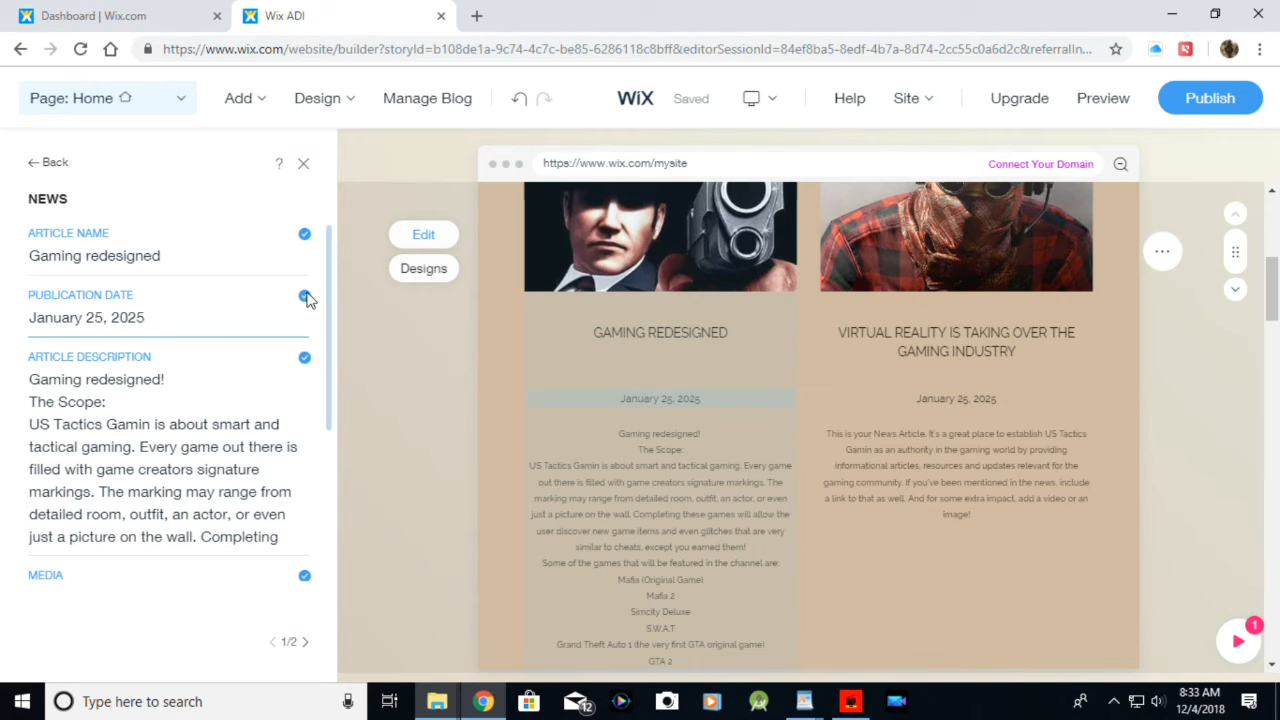 Dashboard | Wix.com
Wix ADI
https://www.wix.com/website/builder?storyId=b108de1a-9c74-4c7c-be85-6286118c8bff&editorSessionId=84ef8ba5-8edf-4b7a-8d74-2cc55c0a6d2c&referralIn...
Page: Home
Add
Design
Manage Blog
WiX
Saved
Help
Site
Upgrade
Preview
Publish
Back
?
https://www.wix.com/mysite
Connect Your Domain
NEWS
ARTICLE NAME
Gaming redesigned
PUBLICATION DATE
January 25, 2025
ARTICLE DESCRIPTION
Gaming redesigned!
The Scope:
US Tactics Gamin is about smart and
tactical gaming. Every game out there is
filled with game creators signature
markings. The marking may range from
detailed room, outfit, an actor, or even
just a picture on the wall. Completing
MEDIA
1/2
Edit
Designs
GAMING REDESIGNED
January 25, 2025
Gaming redesigned!
The Scope:
US Tactics Gamin is about smart and tactical gaming. Every game
out there is filled with game creators signature markings. The
marking may range from detailed room, outfit, an actor, or even
just a picture on the wall. Completing these games will allow the
user discover new game items and even glitches that are very
similar to cheats, except you earned them!
Some of the games that will be featured in the channel are:
Mafia (Original Game)
Mafia 2
Simcity Deluxe
S.W.A.T
Grand Theft Auto 1 (the very first GTA original game)
GTA 2
VIRTUAL REALITY IS TAKING OVER THE
GAMING INDUSTRY
January 25, 2025
This is your News Article. It's a great place to establish US Tactics
Gamin as an authority in the gaming world by providing
informational articles, resources and updates relevant for the
gaming community. If you've been mentioned in the news, include
a link to that as well. And for some extra impact, add a video or an
image!
1
Type here to search
12
8:33 AM
12/4/2018